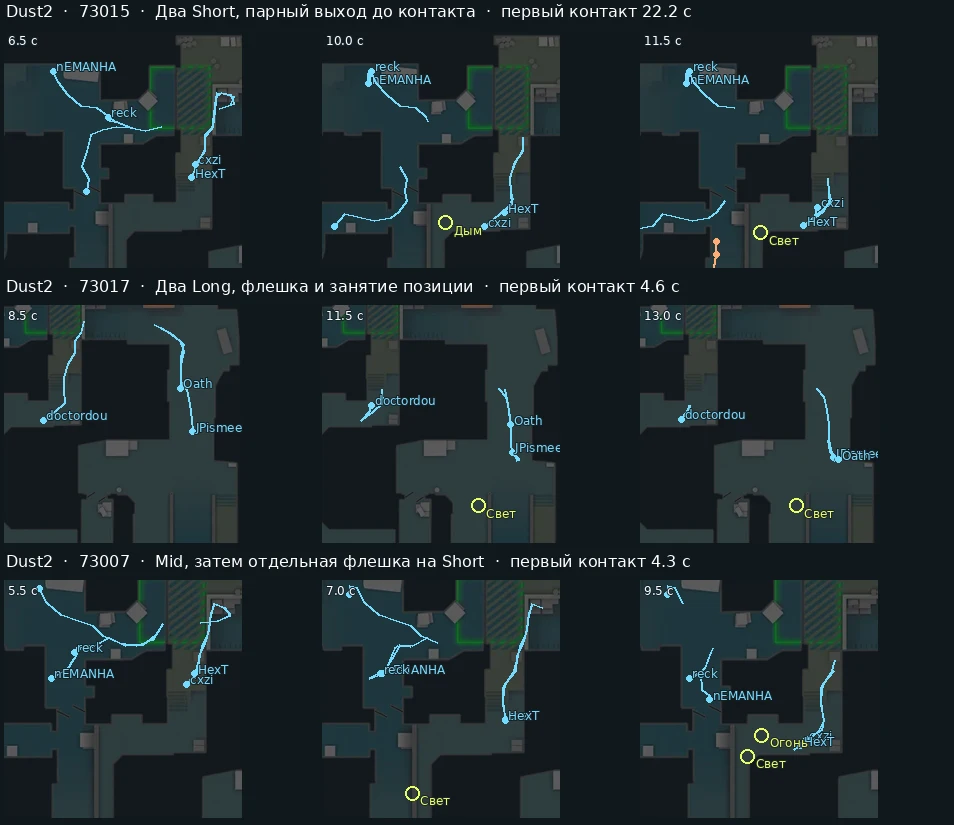 Dust2 · 73015 · Два Short, парный выход до контакта · первый контакт 22.2 с
6.5 с
nEMANHA
reck
cxzi
HexT
10.0 с
reck
nEMANHA
HexT
cxzi
Дым
11.5 с
reck
nEMANHA
cxzi
HexT
Свет
Dust2 · 73017 · Два Long, флешка и занятие позиции · первый контакт 4.6 с
8.5 с
Oath
doctordou
JPismee
11.5 с
doctordou
Oath
JPismee
Свет
13.0 с
doctordou
Oath
Свет
Dust2 · 73007 · Mid, затем отдельная флешка на Short · первый контакт 4.3 с
5.5 с
reck
nEMANHA
HexT
cxzi
7.0 с
reck
HexT
Свет
9.5 с
reck
nEMANHA
Огонь
cxzi
HexT
Свет